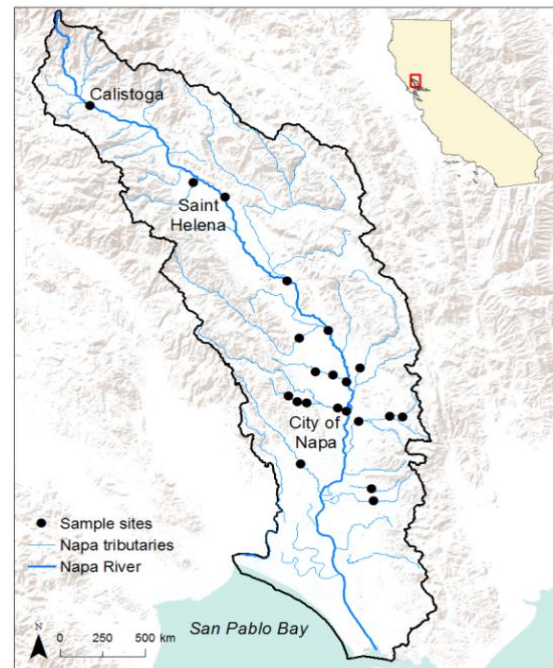 Calistoga
Saint
Helena
City of
Napa
Sample sites
Napa tributaries
Napa River
N
0 250 500 km
San Pablo Bay